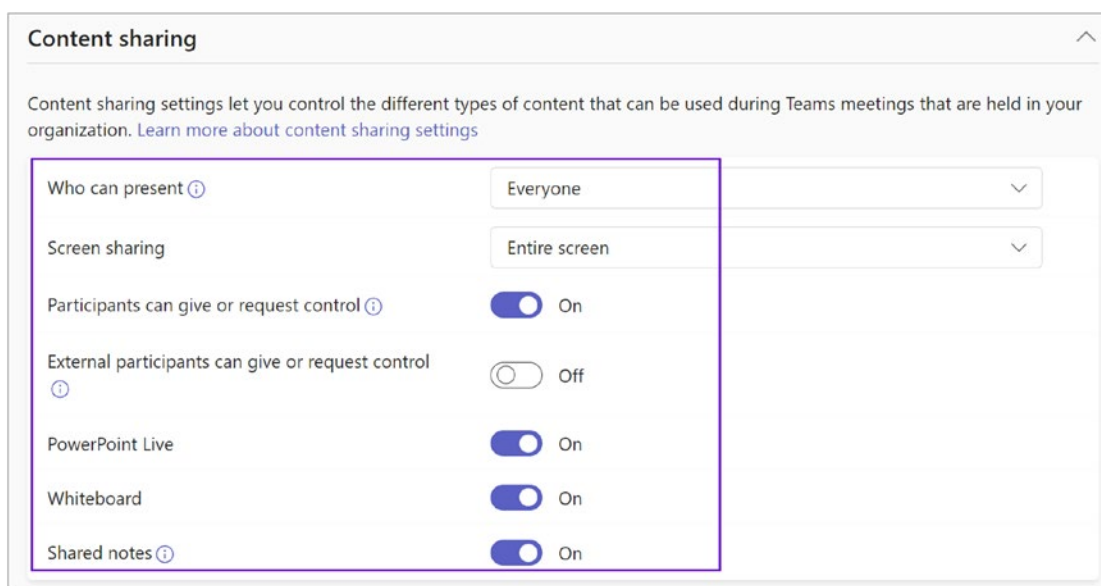 Content sharing
Content sharing settings let you control the different types of content that can be used during Teams meetings that are held in your
organization. Learn more about content sharing settings
Who can present
Everyone
Screen sharing
Entire screen
Participants can give or request control
On
External participants can give or request control
Off
PowerPoint Live
On
Whiteboard
On
Shared notes
On